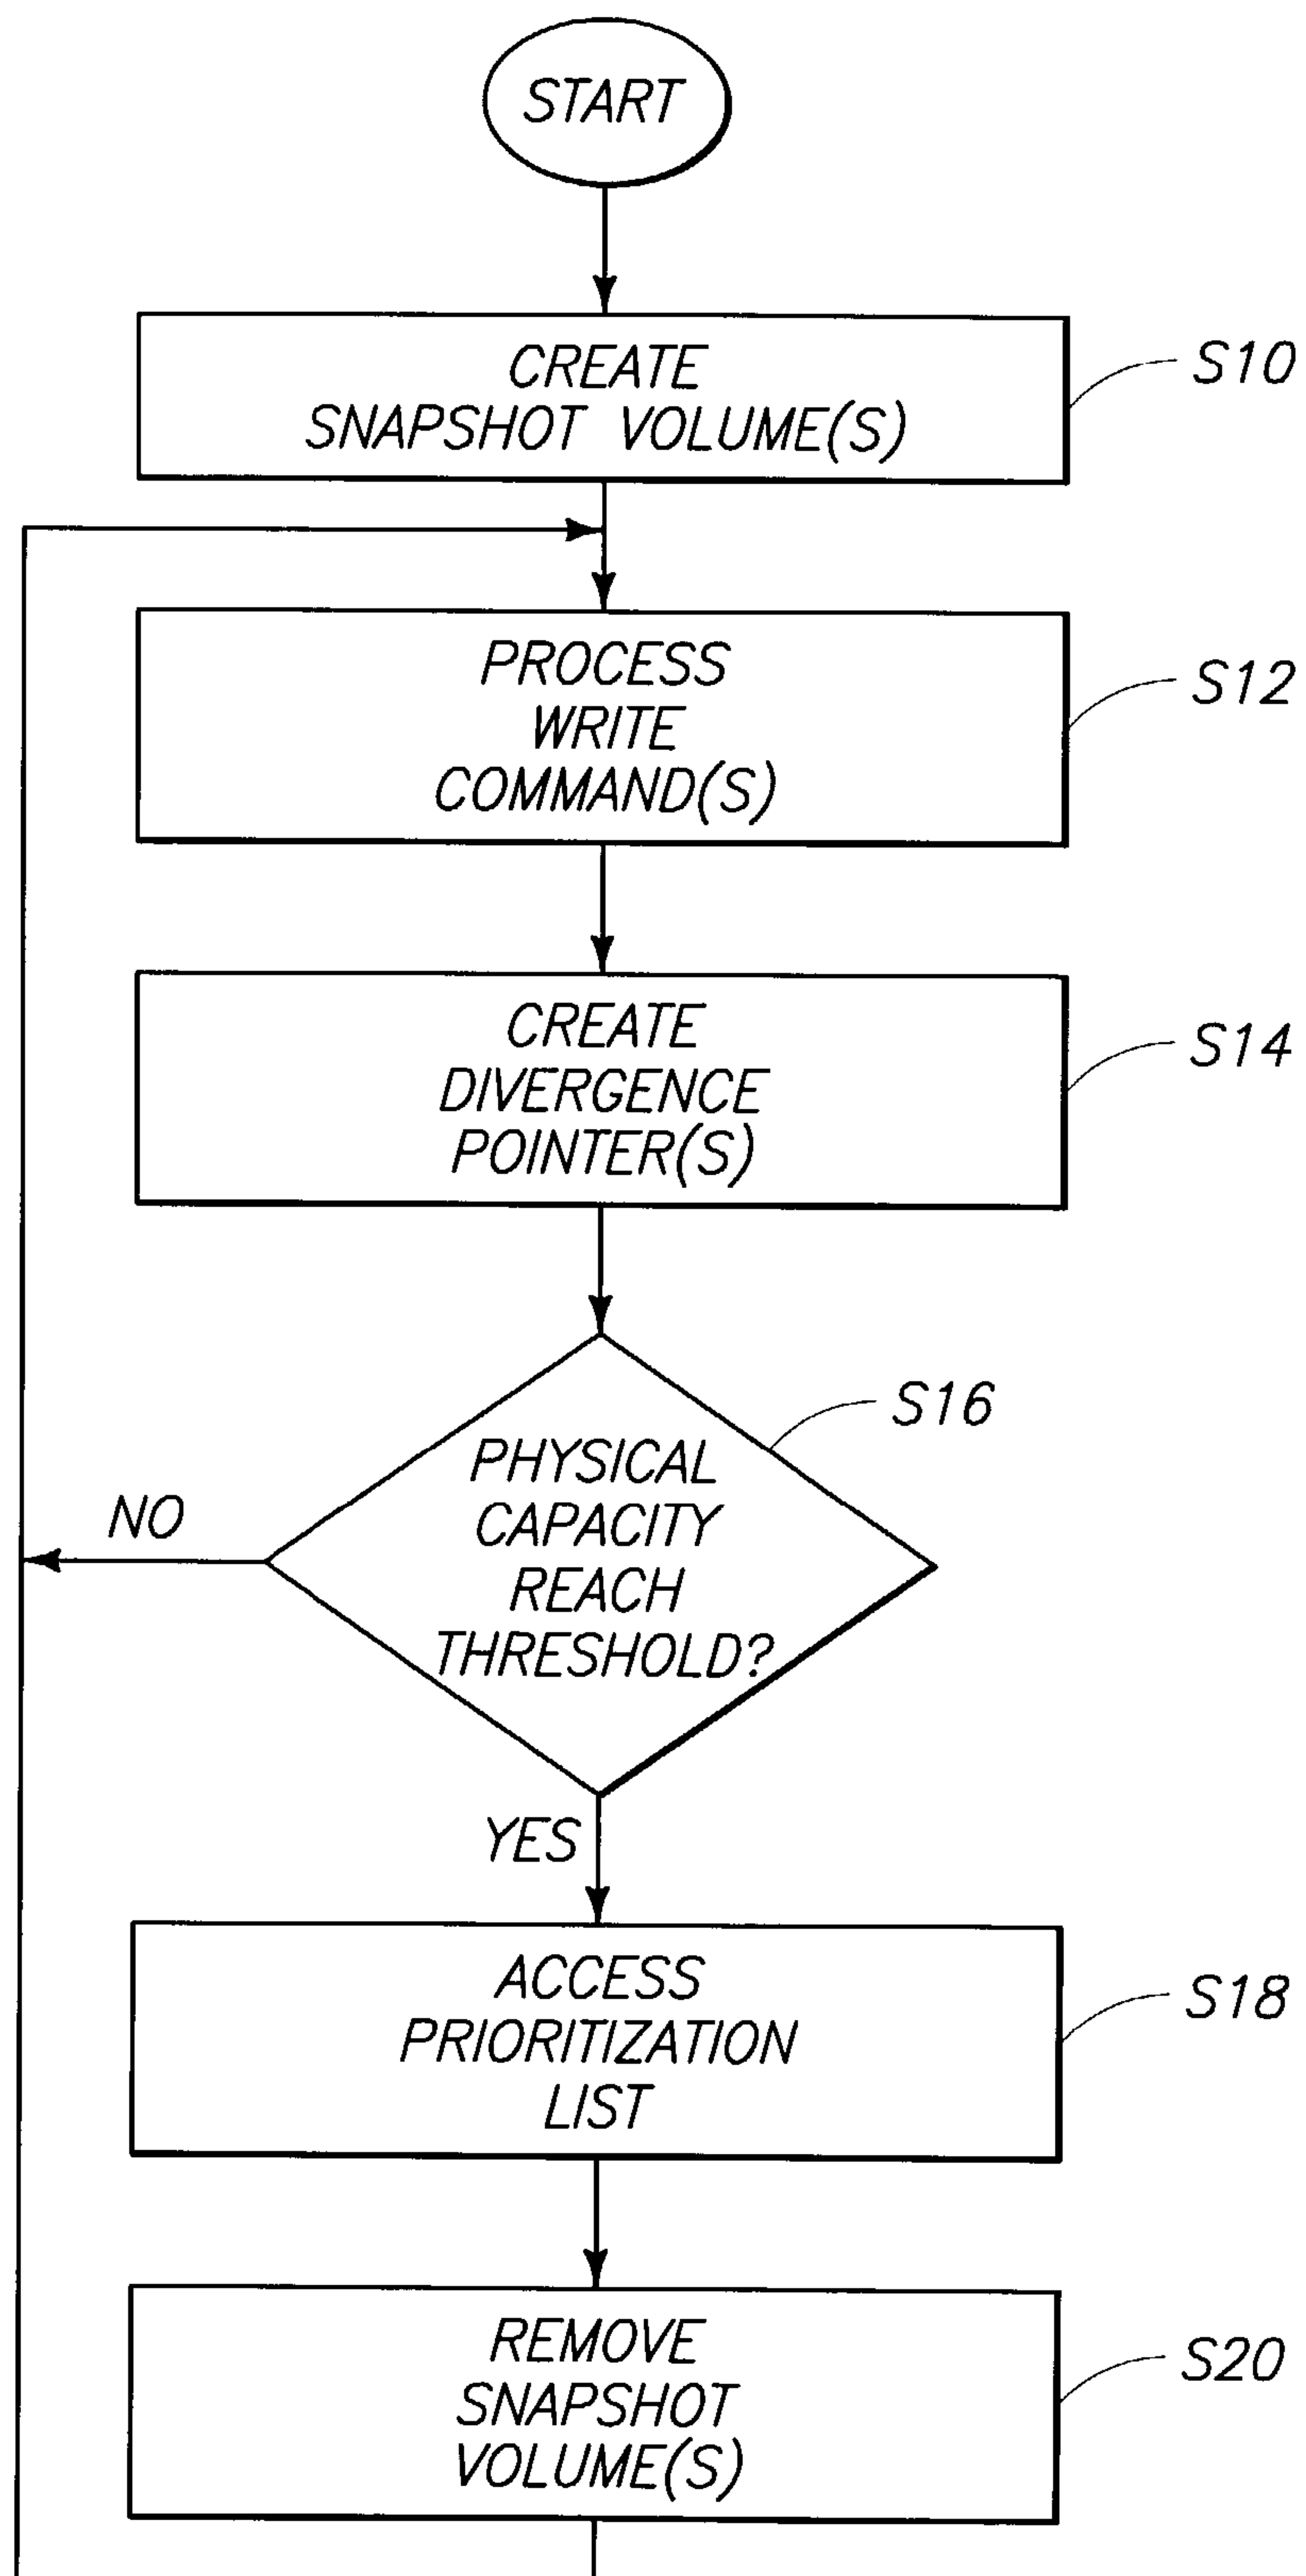 START
CREATE
SNAPSHOT VOLUME(S)
S10
PROCESS
WRITE
COMMAND(S)
S12
CREATE
DIVERGENCE
POINTER(S)
S14
PHYSICAL
CAPACITY
REACH
THRESHOLD?
S16
NO
YES
ACCESS
PRIORITIZATION
LIST
S18
REMOVE
SNAPSHOT
VOLUME(S)
S20